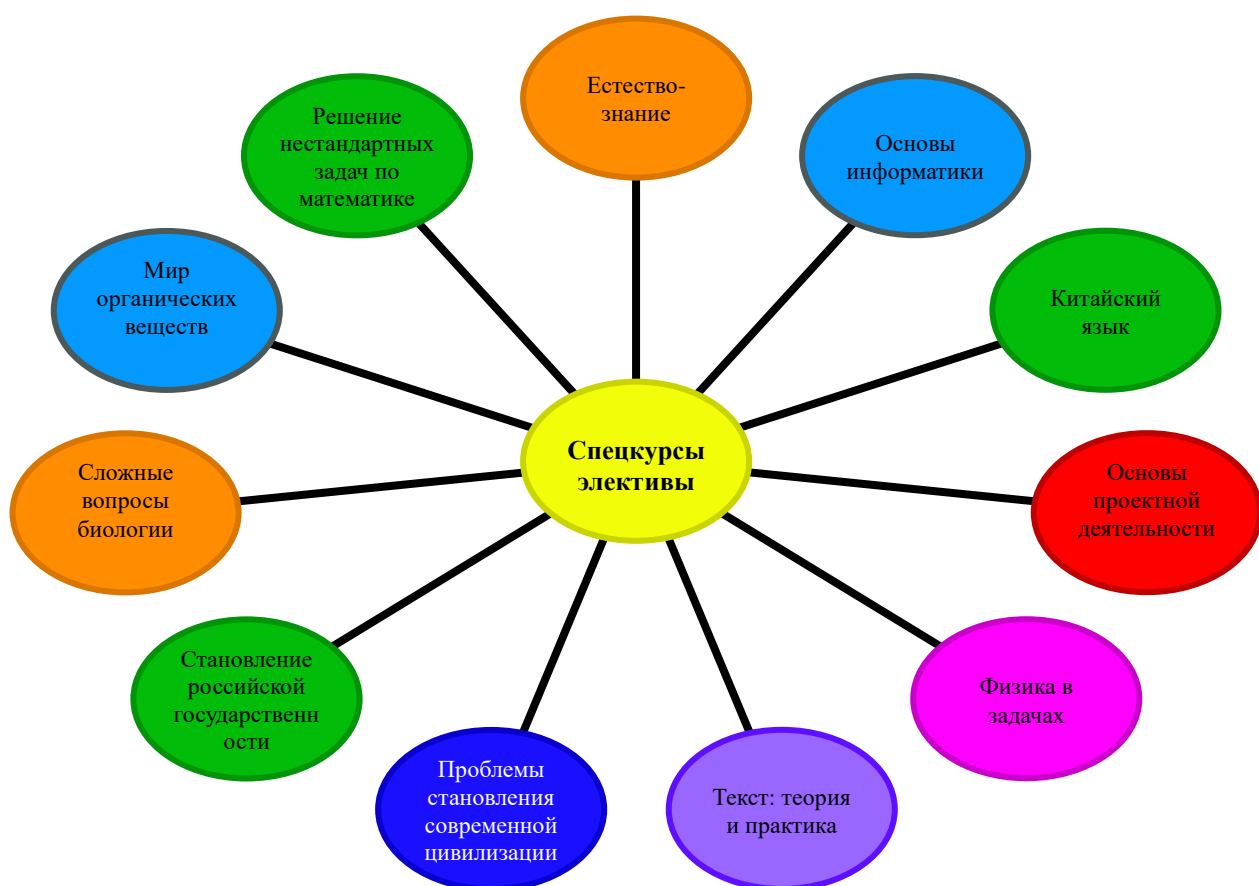 Естество-
знание
Основы
информатики
Китайский
язык
Основы
проектной
деятельности
Физика в
задачах
Текст: теория
и практика
Проблемы
становления
современной
цивилизации
Становление
российской
государственн
ости
Сложные
вопросы
биологии
Мир
органических
веществ
Решение
нестандартных
задач по
математике
Спецкурсы
элективы